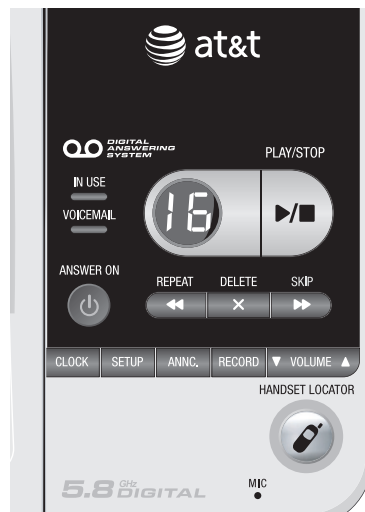 at&t
DIGITAL
ANSWERING
SYSTEM
PLAY/STOP
IN USE
VOICEMAIL
16
ANSWER ON
REPEAT DELETE SKIP
CLOCK SETUP ANNC. RECORD ▼ VOLUME ▲
HANDSET LOCATOR
5.8 GHz DIGITAL
MIC